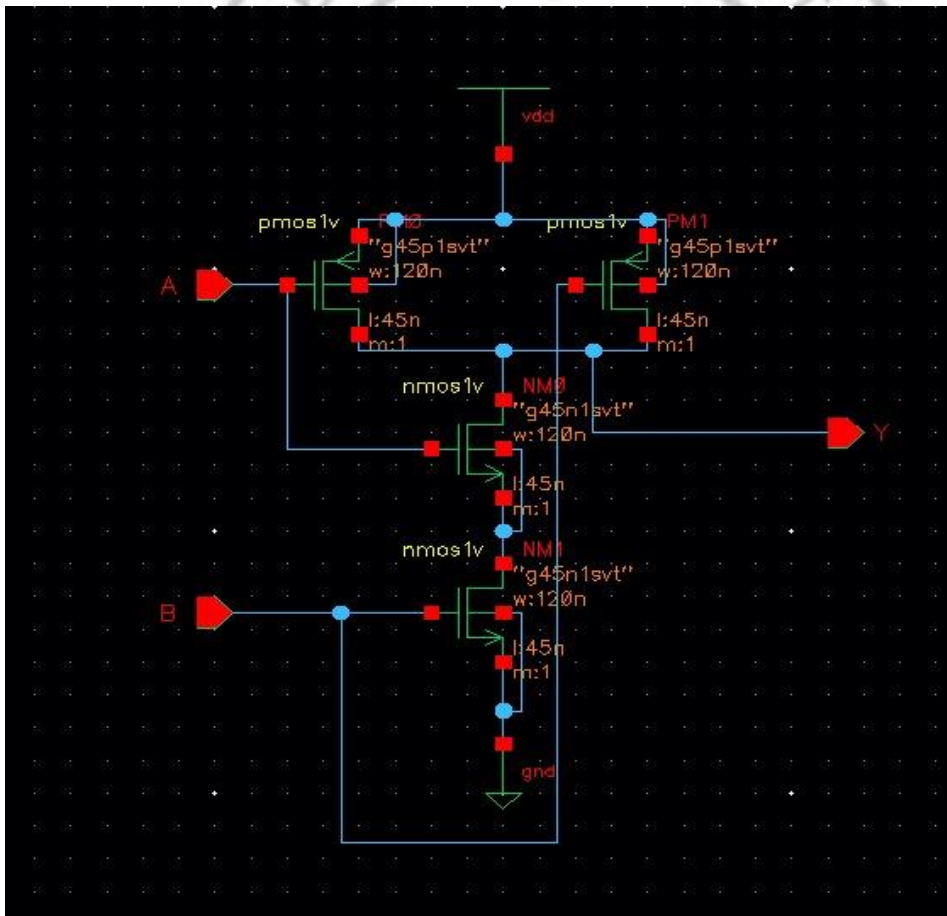 vdd
pmos1v PM0
"g45p1svt"
w:120n
l:45n
m:1
pmos1v PM1
"g45p1svt"
w:120n
l:45n
m:1
A
nmos1v NM0
"g45n1svt"
w:120n
l:45n
m:1
Y
nmos1v NM1
"g45n1svt"
w:120n
l:45n
m:1
B
gnd